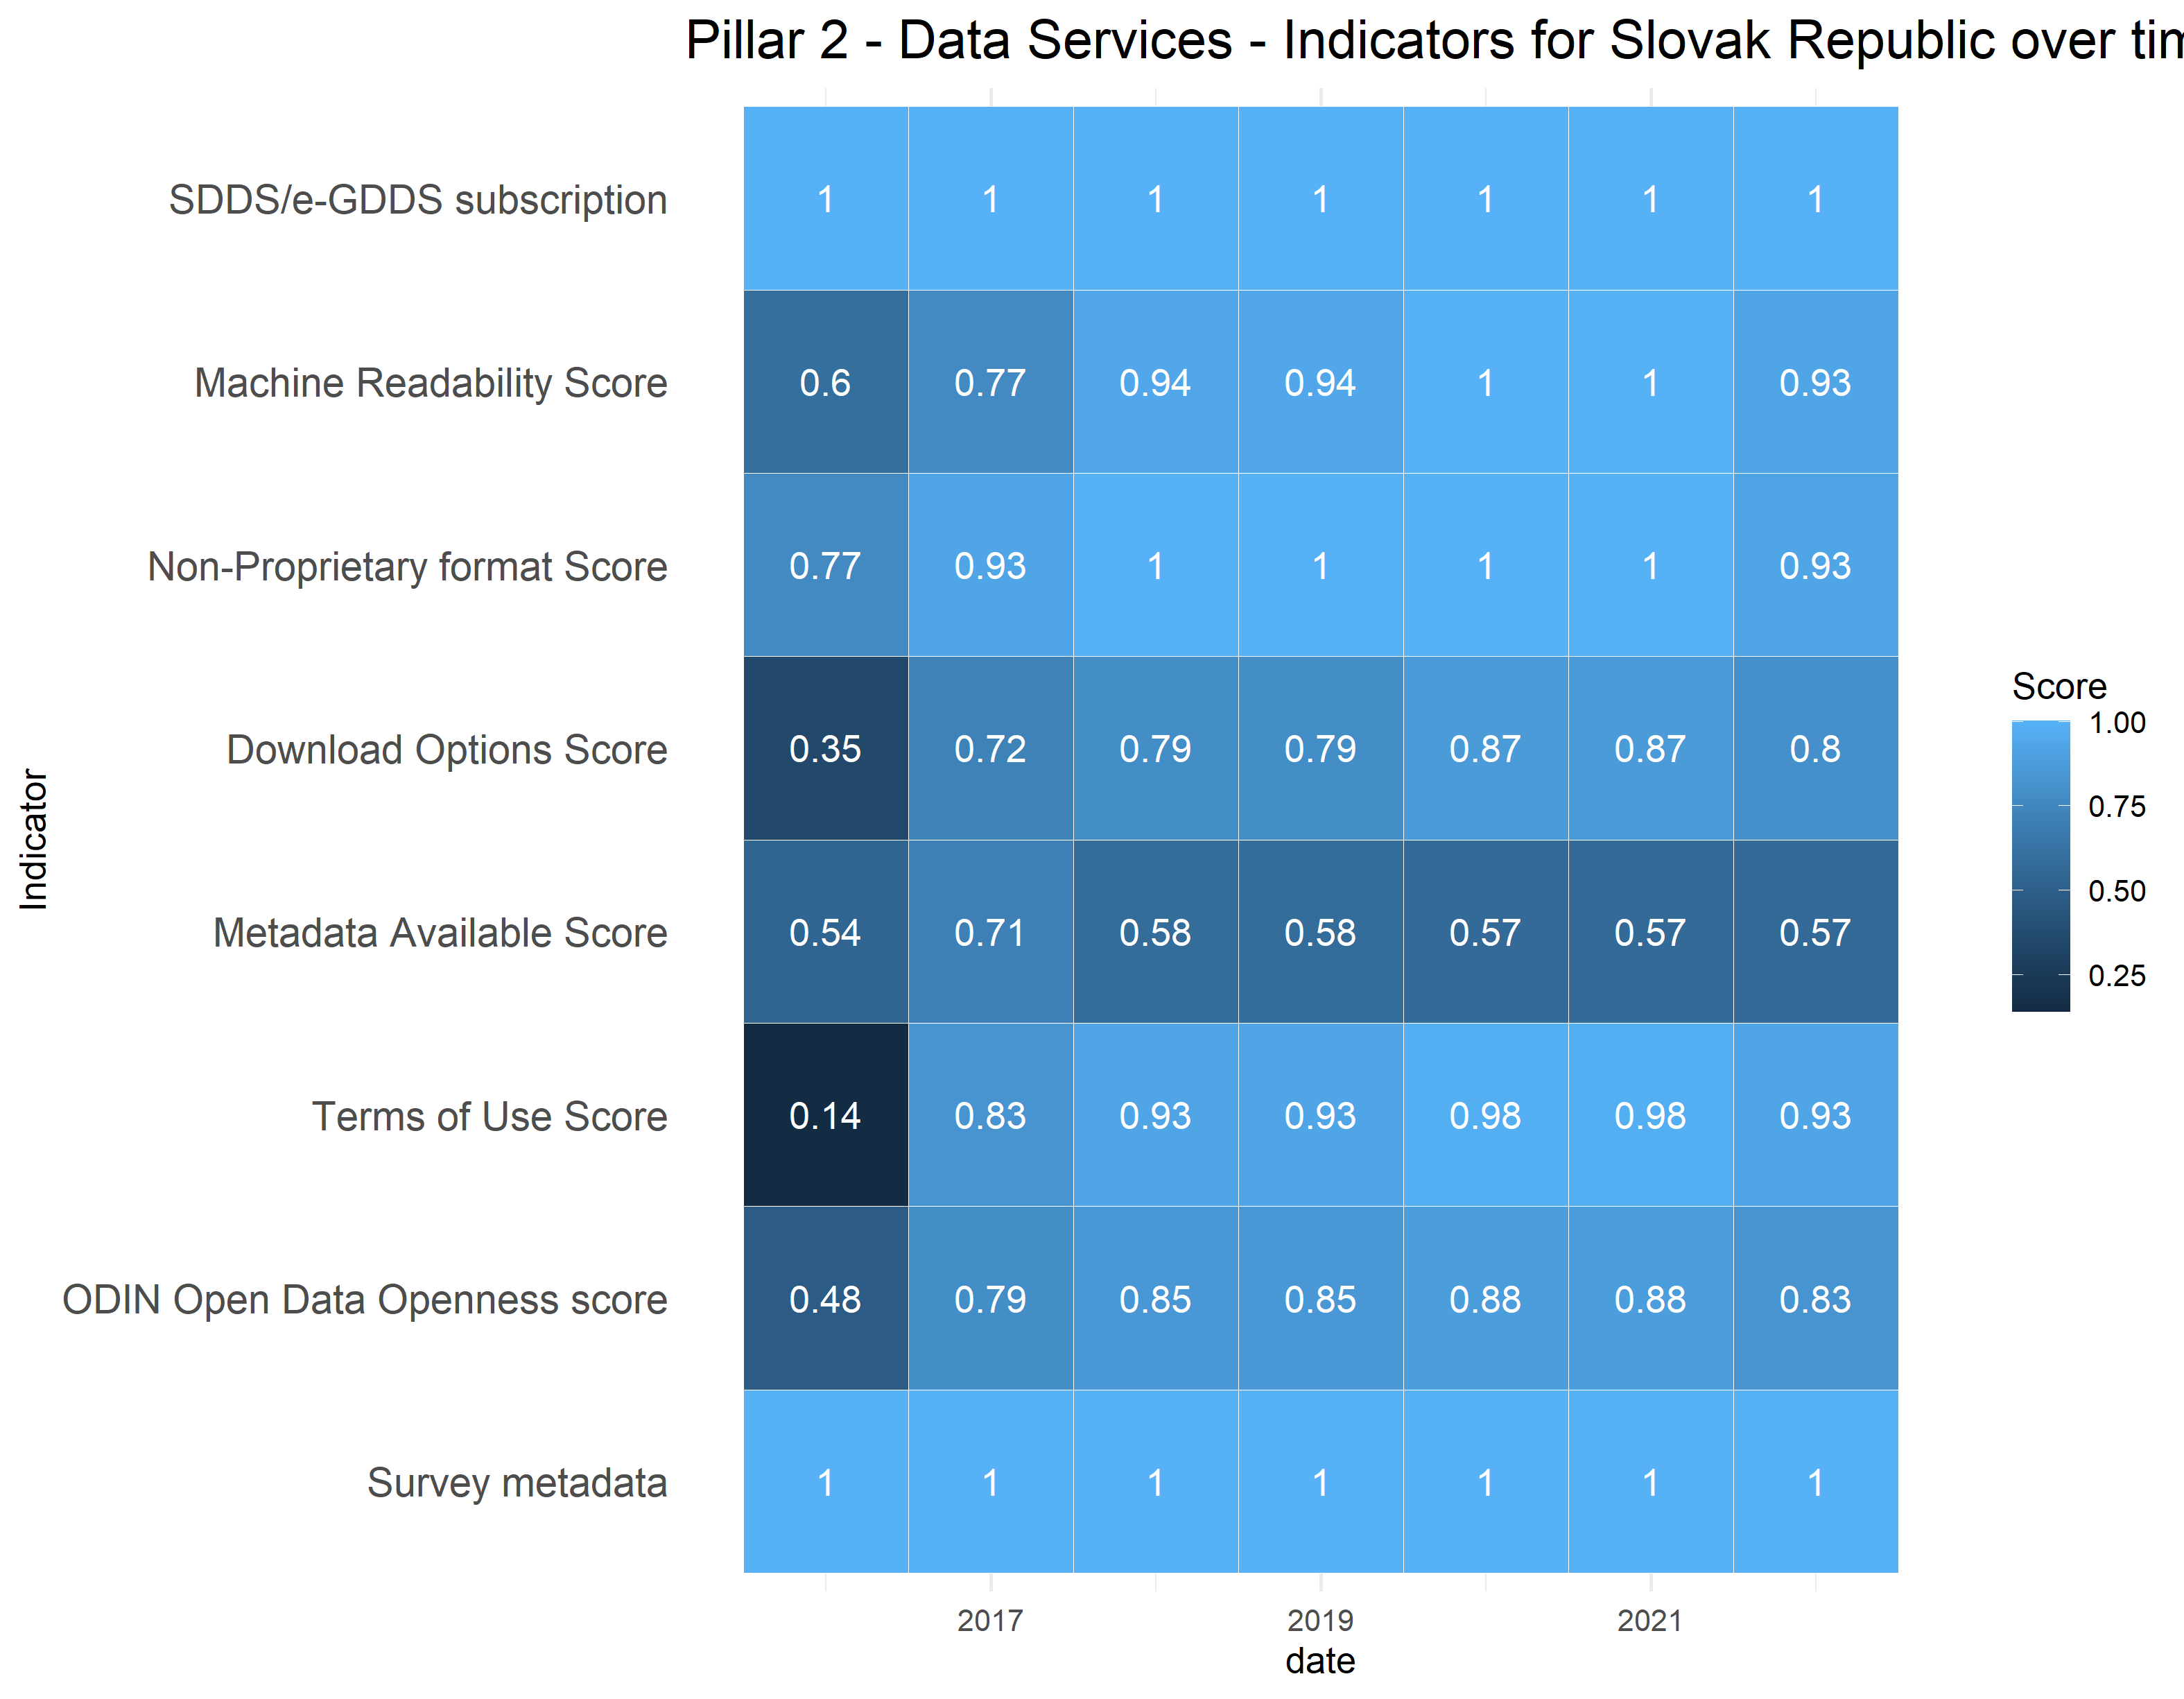 Pillar 2 - Data Services - Indicators for Slovak Republic over tim
SDDS/e-GDDS subscription 1 1 1 1 1 1 1
Machine Readability Score 0.6 0.77 0.94 0.94 1 1 0.93
Non-Proprietary format Score 0.77 0.93 1 1 1 1 0.93
Download Options Score 0.35 0.72 0.79 0.79 0.87 0.87 0.8
Metadata Available Score 0.54 0.71 0.58 0.58 0.57 0.57 0.57
Terms of Use Score 0.14 0.83 0.93 0.93 0.98 0.98 0.93
ODIN Open Data Openness score 0.48 0.79 0.85 0.85 0.88 0.88 0.83
Survey metadata 1 1 1 1 1 1 1
2017 2019 2021
date
Indicator
Score
1.00
0.75
0.50
0.25